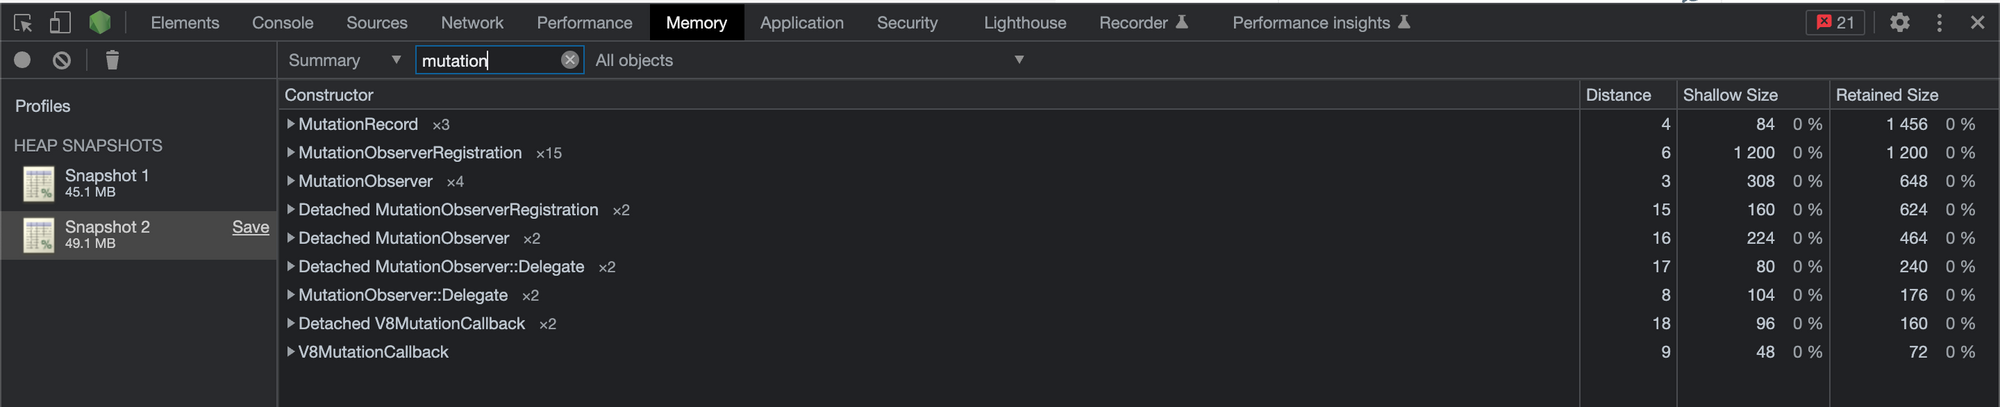 Elements Console Sources Network Performance Memory Application Security Lighthouse Recorder Performance insights 21
Summary mutation All objects
Profiles
HEAP SNAPSHOTS
Snapshot 1
45.1 MB
Snapshot 2 Save
49.1 MB
Constructor Distance Shallow Size Retained Size
MutationRecord ×3 4 84 0 % 1 456 0 %
MutationObserverRegistration ×15 6 1 200 0 % 1 200 0 %
MutationObserver ×4 3 308 0 % 648 0 %
Detached MutationObserverRegistration ×2 15 160 0 % 624 0 %
Detached MutationObserver ×2 16 224 0 % 464 0 %
Detached MutationObserver::Delegate ×2 17 80 0 % 240 0 %
MutationObserver::Delegate ×2 8 104 0 % 176 0 %
Detached V8MutationCallback ×2 18 96 0 % 160 0 %
V8MutationCallback 9 48 0 % 72 0 %